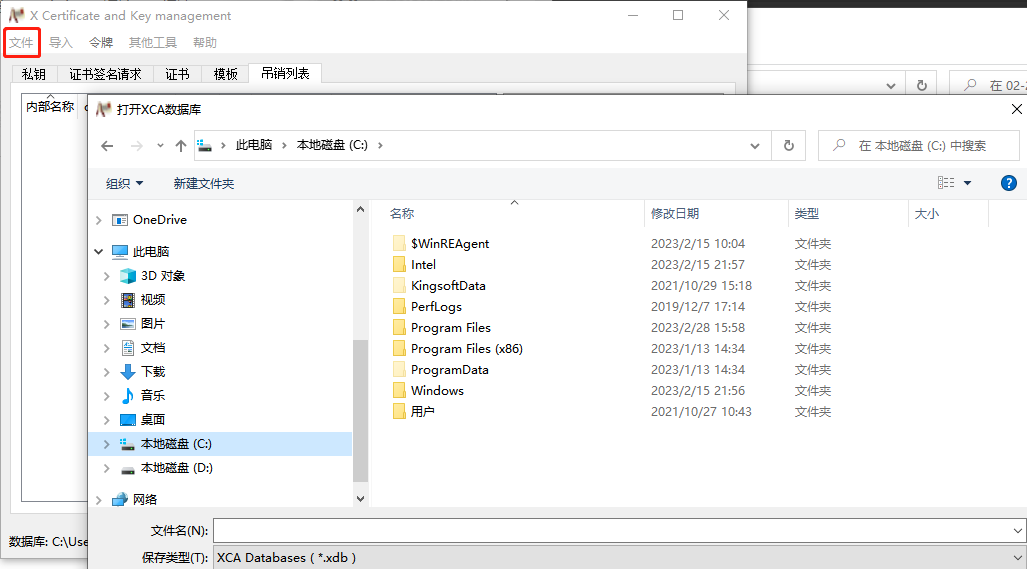 X Certificate and Key management
文件 导入 令牌 其他工具 帮助
在 02-2
私钥 证书签名请求 证书 模板 吊销列表
内部名称
打开XCA数据库
此电脑 本地磁盘 (C:)
在 本地磁盘 (C:) 中搜索
组织 新建文件夹
OneDrive
此电脑
3D 对象
视频
图片
文档
下载
音乐
桌面
本地磁盘 (C:)
本地磁盘 (D:)
网络
名称 修改日期 类型 大小
$WinREAgent 2023/2/15 10:04 文件夹
Intel 2023/2/15 21:57 文件夹
KingsoftData 2021/10/29 15:18 文件夹
PerfLogs 2019/12/7 17:14 文件夹
Program Files 2023/2/28 15:58 文件夹
Program Files (x86) 2023/1/13 14:34 文件夹
ProgramData 2023/1/13 14:34 文件夹
Windows 2023/2/15 21:56 文件夹
用户 2021/10/27 10:43 文件夹
文件名(N):
数据库: C:\Use
保存类型(T): XCA Databases ( *.xdb )